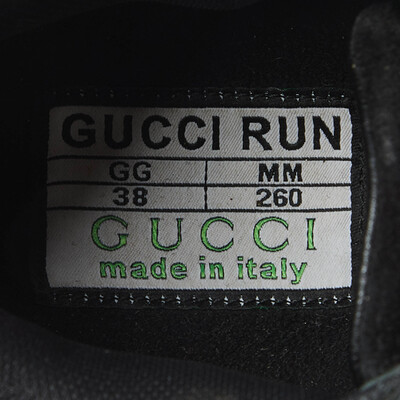 GUCCI RUN
GG MM
38 260
GUCCI
made in italy